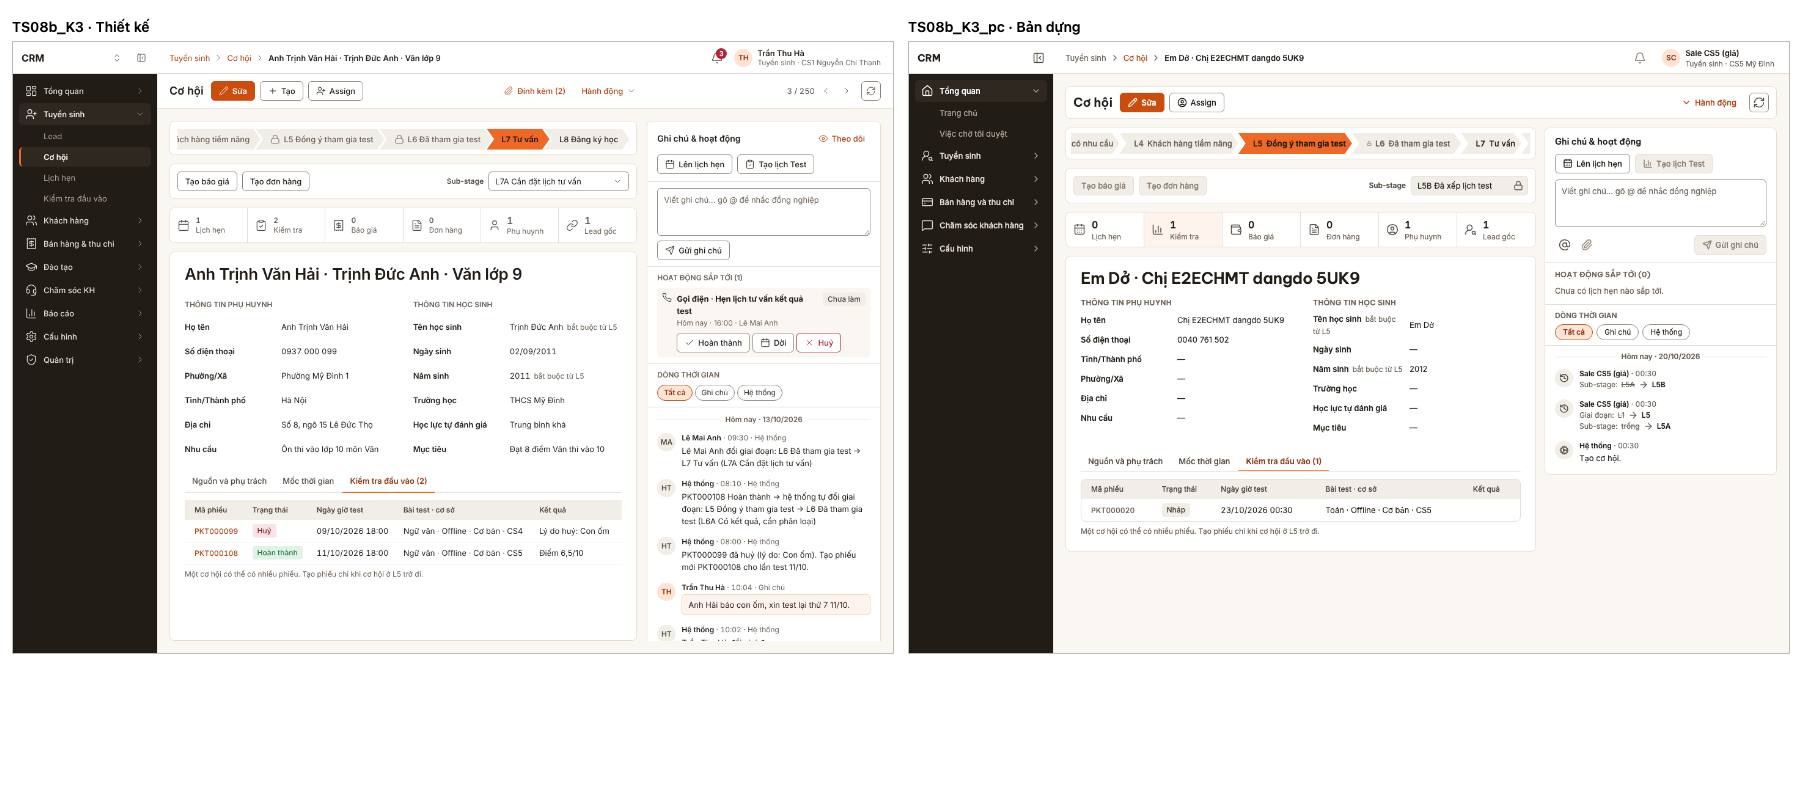 TS08b_K3 · Thiết kế
CRM
Tuyển sinh > Cơ hội > Anh Trịnh Văn Hải · Trịnh Đức Anh · Văn lớp 9
3
TH
Trần Thu Hà
Tuyển sinh · CS1 Nguyễn Chí Thanh
Tổng quan
Tuyển sinh
Lead
Cơ hội
Lịch hẹn
Kiểm tra đầu vào
Khách hàng
Bán hàng & thu chi
Đào tạo
Chăm sóc KH
Báo cáo
Cấu hình
Quản trị
Cơ hội
Sửa
Tạo
Assign
Đính kèm (2)
Hành động
3 / 250
ách hàng tiềm năng
L5 Đồng ý tham gia test
L6 Đã tham gia test
L7 Tư vấn
L8 Đăng ký học
Tạo báo giá
Tạo đơn hàng
Sub-stage
L7A Cần đặt lịch tư vấn
1 Lịch hẹn
2 Kiểm tra
0 Báo giá
0 Đơn hàng
1 Phụ huynh
1 Lead gốc
Anh Trịnh Văn Hải · Trịnh Đức Anh · Văn lớp 9
THÔNG TIN PHỤ HUYNH
Họ tên Anh Trịnh Văn Hải
Số điện thoại 0937 000 099
Phường/Xã Phường Mỹ Đình 1
Tỉnh/Thành phố Hà Nội
Địa chỉ Số 8, ngõ 15 Lê Đức Thọ
Nhu cầu Ôn thi vào lớp 10 môn Văn
THÔNG TIN HỌC SINH
Tên học sinh Trịnh Đức Anh bắt buộc từ L5
Ngày sinh 02/09/2011
Năm sinh 2011 bắt buộc từ L5
Trường học THCS Mỹ Đình
Học lực tự đánh giá Trung bình khá
Mục tiêu Đạt 8 điểm Văn thi vào 10
Nguồn và phụ trách
Mốc thời gian
Kiểm tra đầu vào (2)
Mã phiếu Trạng thái Ngày giờ test Bài test · cơ sở Kết quả
PKT000099 Huỷ 09/10/2026 18:00 Ngữ văn · Offline · Cơ bản · CS4 Lý do huỷ: Con ốm
PKT000108 Hoàn thành 11/10/2026 18:00 Ngữ văn · Offline · Cơ bản · CS5 Điểm 6,5/10
Một cơ hội có thể có nhiều phiếu. Tạo phiếu chỉ khi cơ hội ở L5 trở đi.
Ghi chú & hoạt động
Theo dõi
Lên lịch hẹn
Tạo lịch Test
Viết ghi chú... gõ @ để nhắc đồng nghiệp
Gửi ghi chú
HOẠT ĐỘNG SẮP TỚI (1)
Gọi điện · Hẹn lịch tư vấn kết quả test
Chưa làm
Hôm nay · 16:00 · Lê Mai Anh
Hoàn thành
Dời
Huỷ
DÒNG THỜI GIAN
Tất cả
Ghi chú
Hệ thống
Hôm nay · 13/10/2026
MA
Lê Mai Anh · 09:30 · Hệ thống
Lê Mai Anh đổi giai đoạn: L6 Đã tham gia test →
L7 Tư vấn (L7A Cần đặt lịch tư vấn)
HT
Hệ thống · 08:10 · Hệ thống
PKT000108 Hoàn thành → hệ thống tự đổi giai
đoạn: L5 Đồng ý tham gia test → L6 Đã tham gia
test (L6A Có kết quả, cần phân loại)
HT
Hệ thống · 08:00 · Hệ thống
PKT000099 đã huỷ (lý do: Con ốm). Tạo phiếu
mới PKT000108 cho lần test 11/10.
TH
Trần Thu Hà · 10:04 · Ghi chú
Anh Hải báo con ốm, xin test lại thứ 7 11/10.
HT
Hệ thống · 10:02 · Hệ thống
TS08b_K3_pc · Bản dựng
CRM
Tuyển sinh > Cơ hội > Em Dở · Chị E2ECHMT dangdo 5UK9
SC
Sale CS5 (giả)
Tuyển sinh · CS5 Mỹ Đình
Tổng quan
Trang chủ
Việc chờ tôi duyệt
Tuyển sinh
Khách hàng
Bán hàng và thu chi
Chăm sóc khách hàng
Cấu hình
Cơ hội
Sửa
Assign
Hành động
có nhu cầu
L4 Khách hàng tiềm năng
L5 Đồng ý tham gia test
L6 Đã tham gia test
L7 Tư vấn
Tạo báo giá
Tạo đơn hàng
Sub-stage
L5B Đã xếp lịch test
0 Lịch hẹn
1 Kiểm tra
0 Báo giá
0 Đơn hàng
1 Phụ huynh
1 Lead gốc
Em Dở · Chị E2ECHMT dangdo 5UK9
THÔNG TIN PHỤ HUYNH
Họ tên Chị E2ECHMT dangdo 5UK9
Số điện thoại 0040 761 502
Tỉnh/Thành phố —
Phường/Xã —
Địa chỉ —
Nhu cầu —
THÔNG TIN HỌC SINH
Tên học sinh bắt buộc từ L5 Em Dở
Ngày sinh —
Năm sinh bắt buộc từ L5 2012
Trường học —
Học lực tự đánh giá —
Mục tiêu —
Nguồn và phụ trách
Mốc thời gian
Kiểm tra đầu vào (1)
Mã phiếu Trạng thái Ngày giờ test Bài test · cơ sở Kết quả
PKT000020 Nháp 23/10/2026 00:30 Toán · Offline · Cơ bản · CS5
Một cơ hội có thể có nhiều phiếu. Tạo phiếu chỉ khi cơ hội ở L5 trở đi.
Ghi chú & hoạt động
Lên lịch hẹn
Tạo lịch Test
Viết ghi chú... gõ @ để nhắc đồng nghiệp
Gửi ghi chú
HOẠT ĐỘNG SẮP TỚI (0)
Chưa có lịch hẹn nào sắp tới.
DÒNG THỜI GIAN
Tất cả
Ghi chú
Hệ thống
Hôm nay · 20/10/2026
Sale CS5 (giả) · 00:30
Sub-stage: L5A → L5B
Sale CS5 (giả) · 00:30
Giai đoạn: L1 → L5
Sub-stage: trống → L5A
Hệ thống · 00:30
Tạo cơ hội.